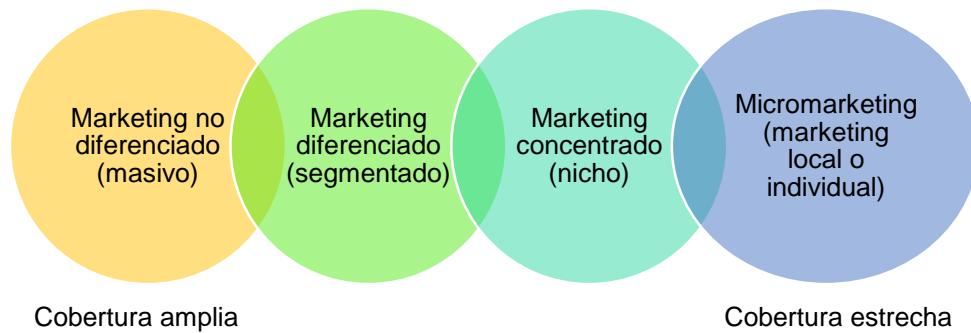 Marketing no
diferenciado
(masivo)
Marketing
diferenciado
(segmentado)
Marketing
concentrado
(nicho)
Micromarketing
(marketing
local o
individual)
Cobertura amplia
Cobertura estrecha